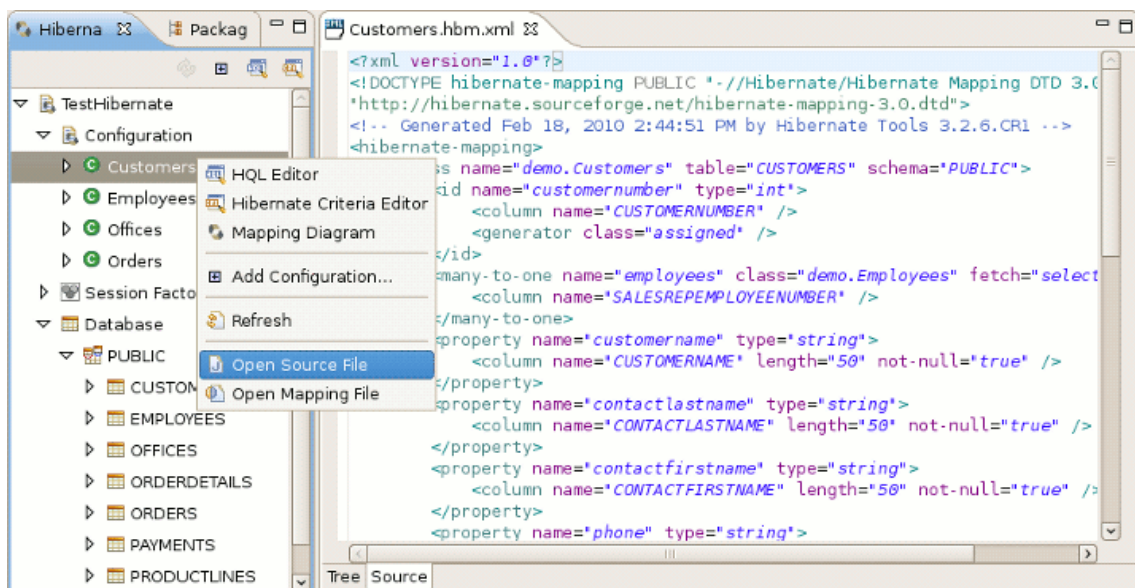 Hiberna
Packag
TestHibernate
Configuration
Customers
Employees
Offices
Orders
Session Facto
Database
PUBLIC
CUSTOM
EMPLOYEES
OFFICES
ORDERDETAILS
ORDERS
PAYMENTS
PRODUCTLINES
HQL Editor
Hibernate Criteria Editor
Mapping Diagram
Add Configuration...
Refresh
Open Source File
Open Mapping File
Customers.hbm.xml
<?xml version="1.0"?>
<!DOCTYPE hibernate-mapping PUBLIC "-//Hibernate/Hibernate Mapping DTD 3.0
"http://hibernate.sourceforge.net/hibernate-mapping-3.0.dtd">
<!-- Generated Feb 18, 2010 2:44:51 PM by Hibernate Tools 3.2.6.CR1 -->
<hibernate-mapping>
ss name="demo.Customers" table="CUSTOMERS" schema="PUBLIC">
<id name="customernumber" type="int">
<column name="CUSTOMERNUMBER" />
<generator class="assigned" />
</id>
<many-to-one name="employees" class="demo.Employees" fetch="select
<column name="SALESREPEMPLOYEENUMBER" />
</many-to-one>
<property name="customername" type="string">
<column name="CUSTOMERNAME" length="50" not-null="true" />
</property>
<property name="contactlastname" type="string">
<column name="CONTACTLASTNAME" length="50" not-null="true" />
</property>
<property name="contactfirstname" type="string">
<column name="CONTACTFIRSTNAME" length="50" not-null="true" />
</property>
<property name="phone" type="string">
Tree Source